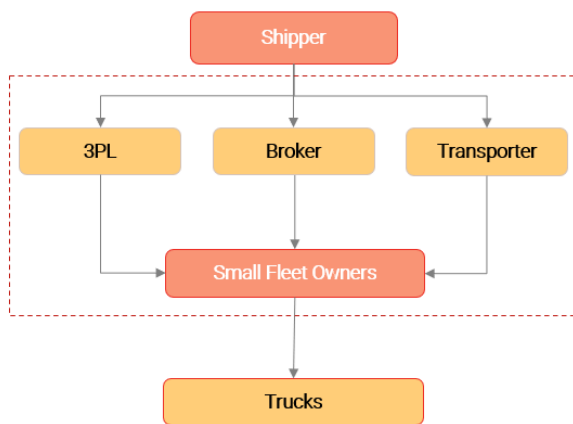 Shipper
3PL
Broker
Transporter
Small Fleet Owners
Trucks